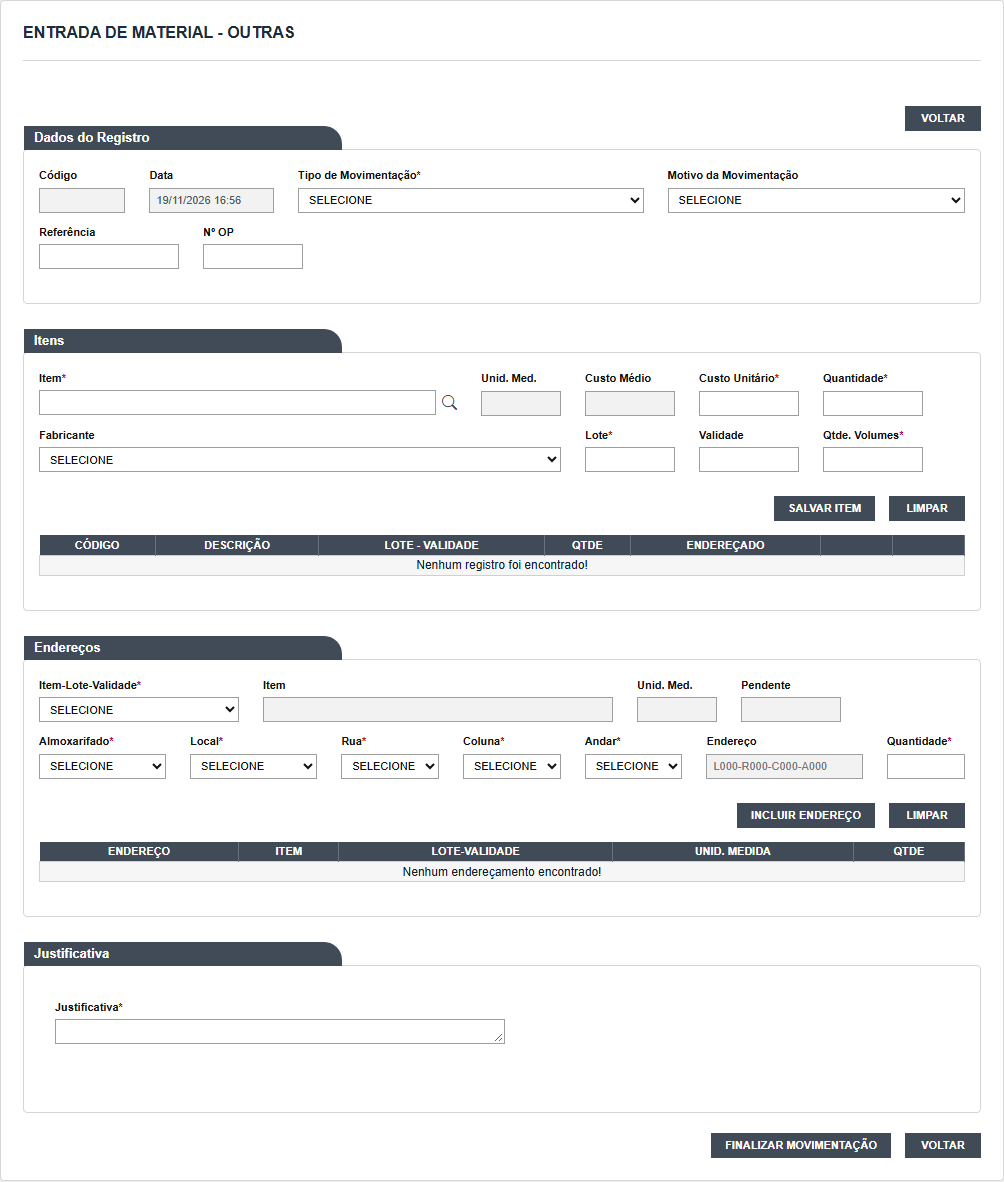 ENTRADA DE MATERIAL - OUTRAS
VOLTAR
Dados do Registro
Código Data Tipo de Movimentação* Motivo da Movimentação
19/11/2026 16:56 SELECIONE SELECIONE
Referência Nº OP
Itens
Item* Unid. Med. Custo Médio Custo Unitário* Quantidade*
Fabricante Lote* Validade Qtde. Volumes*
SELECIONE
SALVAR ITEM LIMPAR
CÓDIGO DESCRIÇÃO LOTE - VALIDADE QTDE ENDEREÇADO
Nenhum registro foi encontrado!
Endereços
Item-Lote-Validade* Item Unid. Med. Pendente
SELECIONE
Almoxarifado* Local* Rua* Coluna* Andar* Endereço Quantidade*
SELECIONE SELECIONE SELECIONE SELECIONE SELECIONE L000-R000-C000-A000
INCLUIR ENDEREÇO LIMPAR
ENDEREÇO ITEM LOTE-VALIDADE UNID. MEDIDA QTDE
Nenhum endereçamento encontrado!
Justificativa
Justificativa*
FINALIZAR MOVIMENTAÇÃO VOLTAR